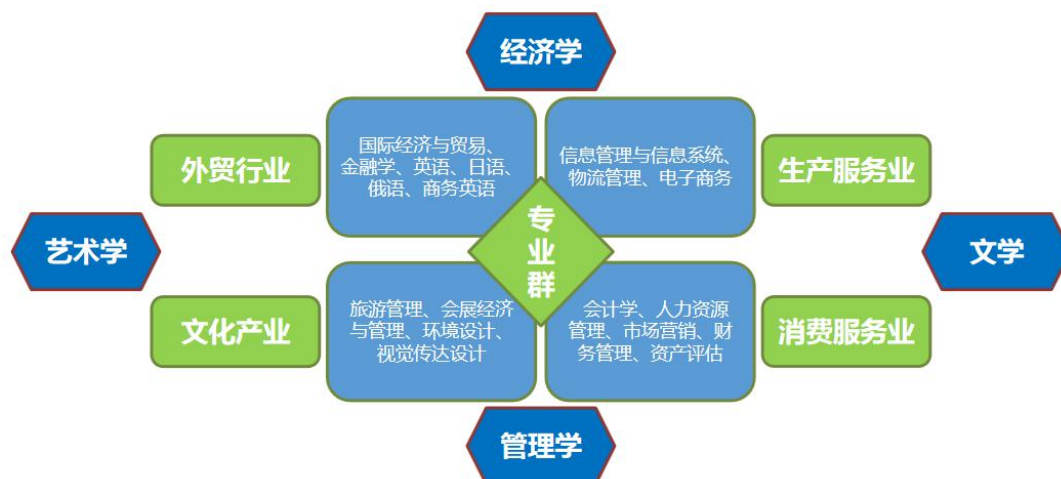 经济学
外贸行业
国际经济与贸易、
金融学、英语、日语、
俄语、商务英语
信息管理与信息系统、
物流管理、电子商务
生产服务业
艺术学
专
业
群
文学
文化产业
旅游管理、会展经济
与管理、环境设计、
视觉传达设计
会计学、人力资源
管理、市场营销、财
务管理、资产评估
消费服务业
管理学